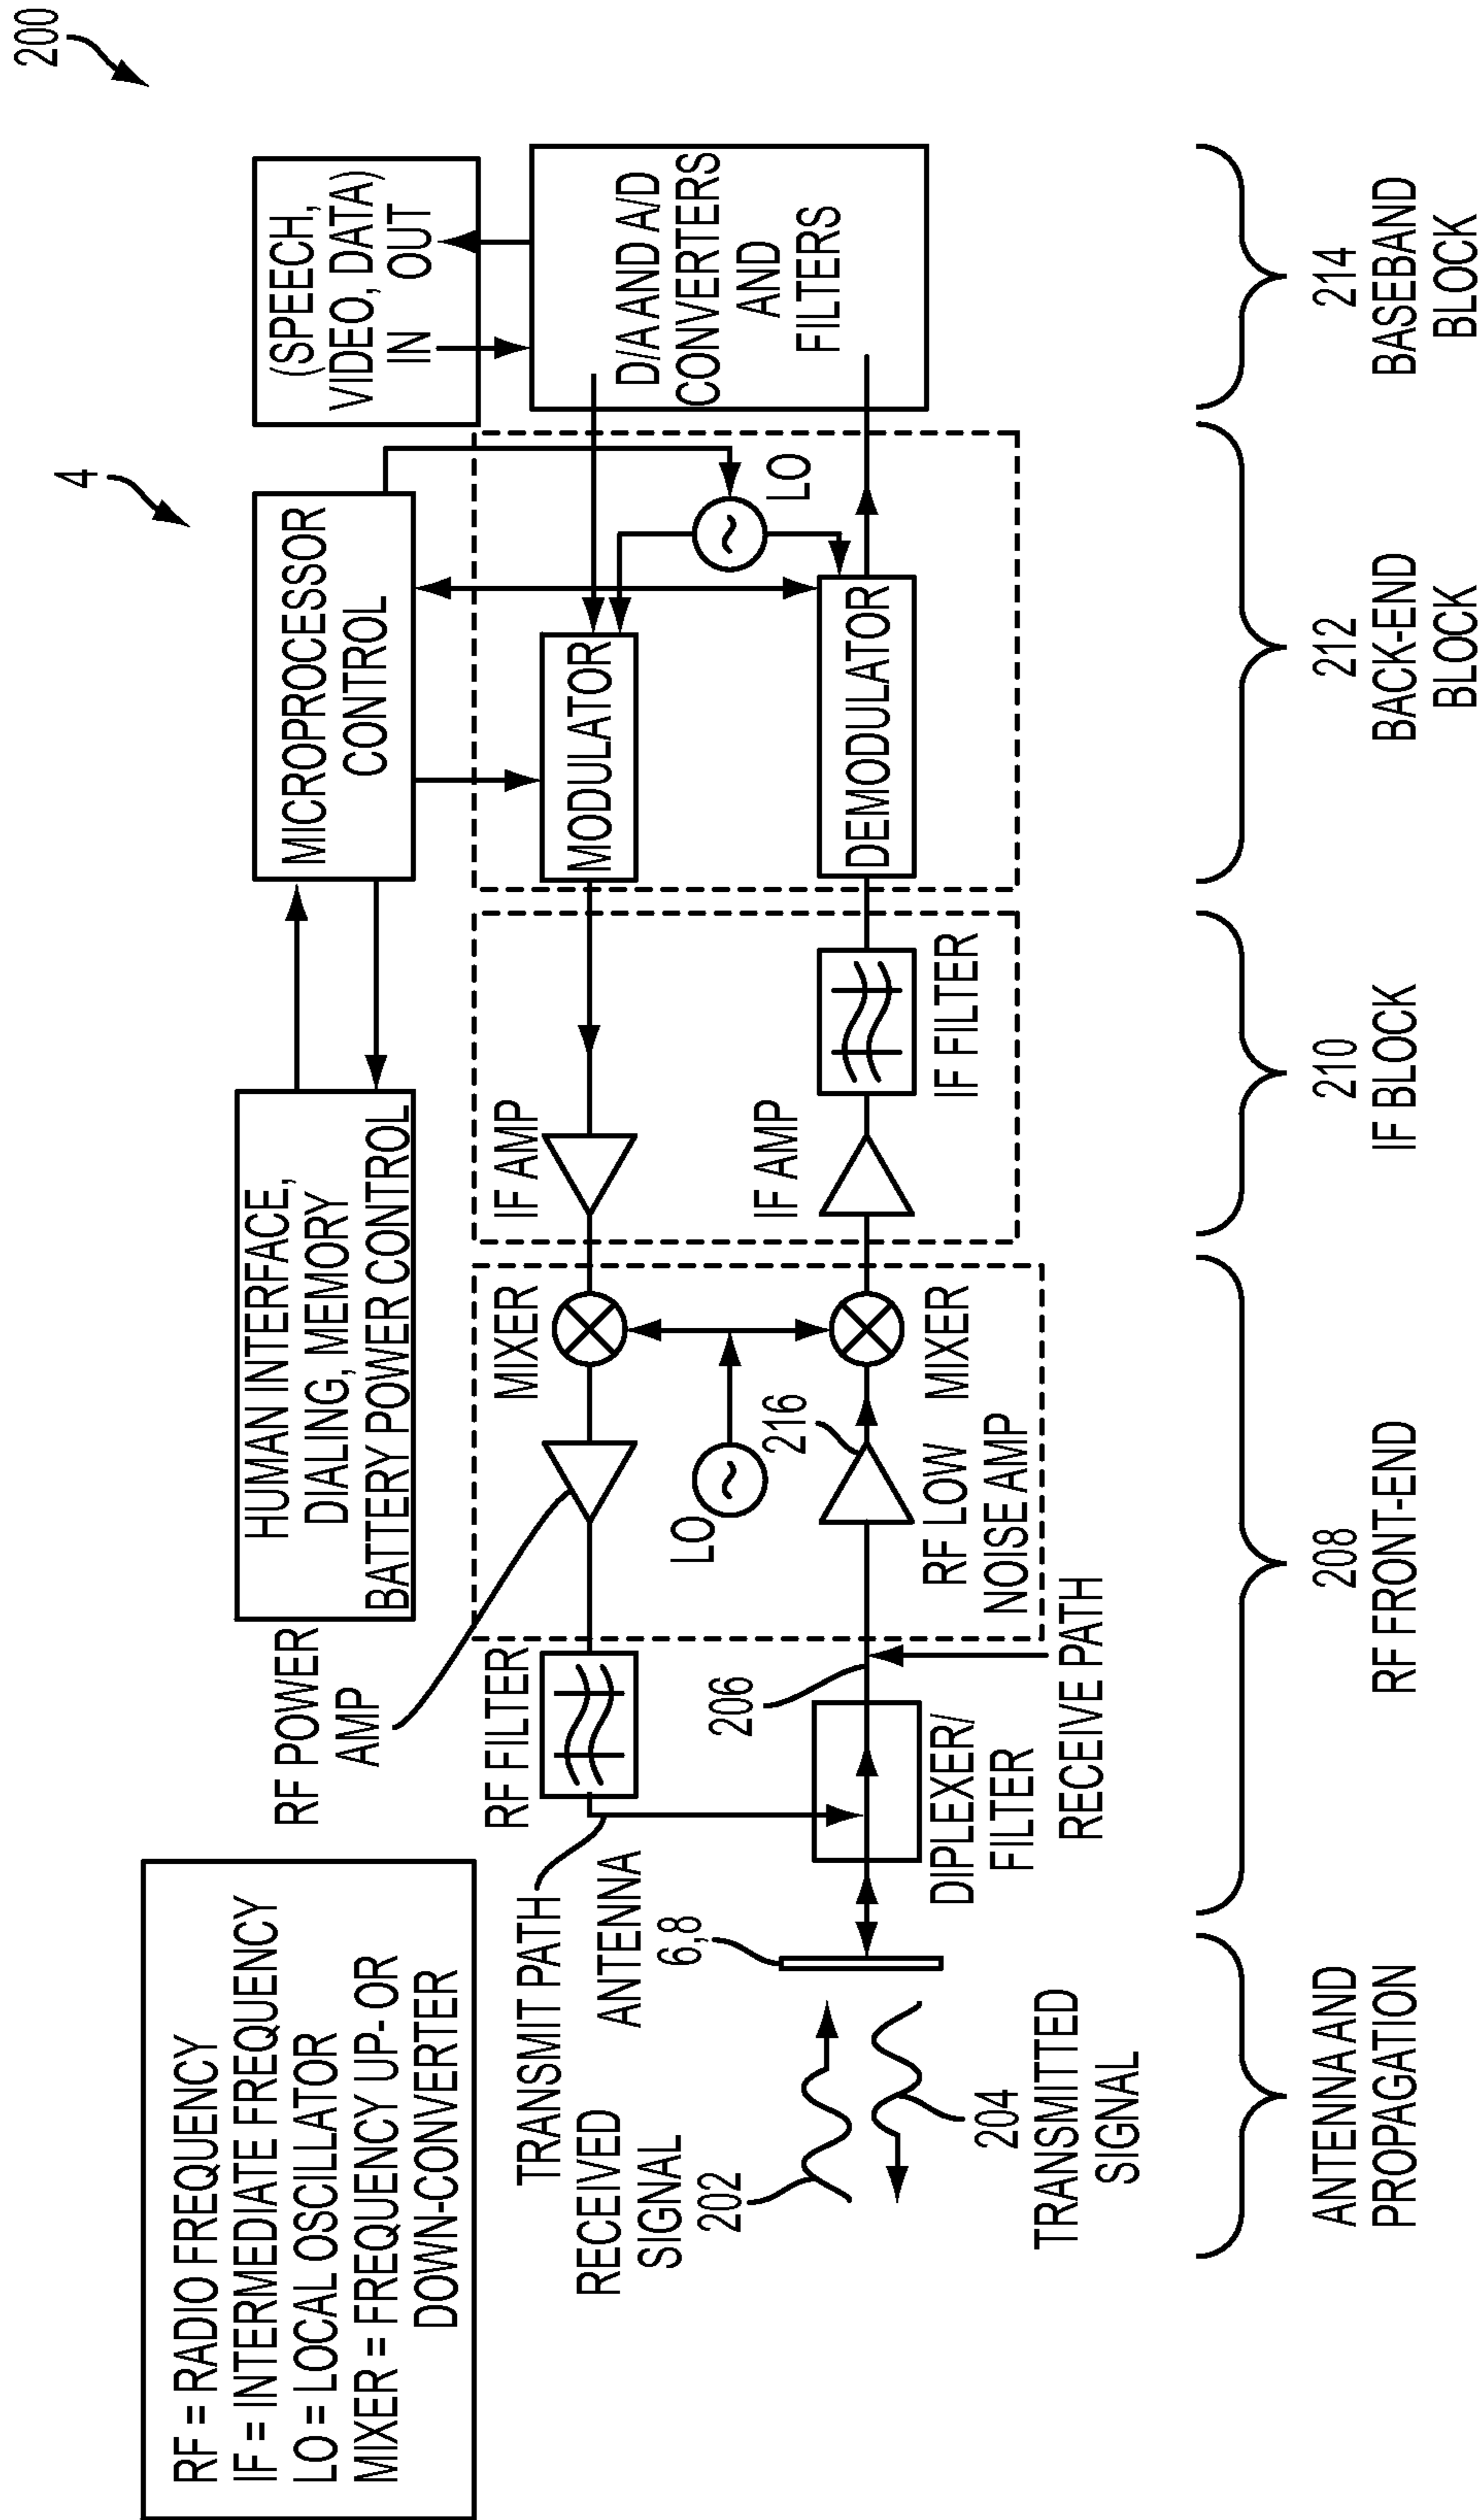 200
4
RF = RADIO FREQUENCY
IF = INTERMEDIATE FREQUENCY
LO = LOCAL OSCILLATOR
MIXER = FREQUENCY UP- OR
DOWN-CONVERTER
HUMAN INTERFACE,
DIALING, MEMORY
BATTERY POWER CONTROL
MICROPROCESSOR
CONTROL
(SPEECH,
VIDEO, DATA)
IN OUT
RF POWER
AMP
RF FILTER
MIXER
IF AMP
MODULATOR
D/A AND A/D
CONVERTERS
AND
FILTERS
TRANSMIT PATH
ANTENNA
6,8
RECEIVED
SIGNAL
202
LO
216
LO
206
IF AMP
DEMODULATOR
204
TRANSMITTED
SIGNAL
DIPLEXER/
FILTER
RECEIVE PATH
RF LOW
NOISE AMP
MIXER
IF FILTER
ANTENNA AND
PROPAGATION
208
RF FRONT-END
210
IF BLOCK
212
BACK-END
BLOCK
214
BASEBAND
BLOCK